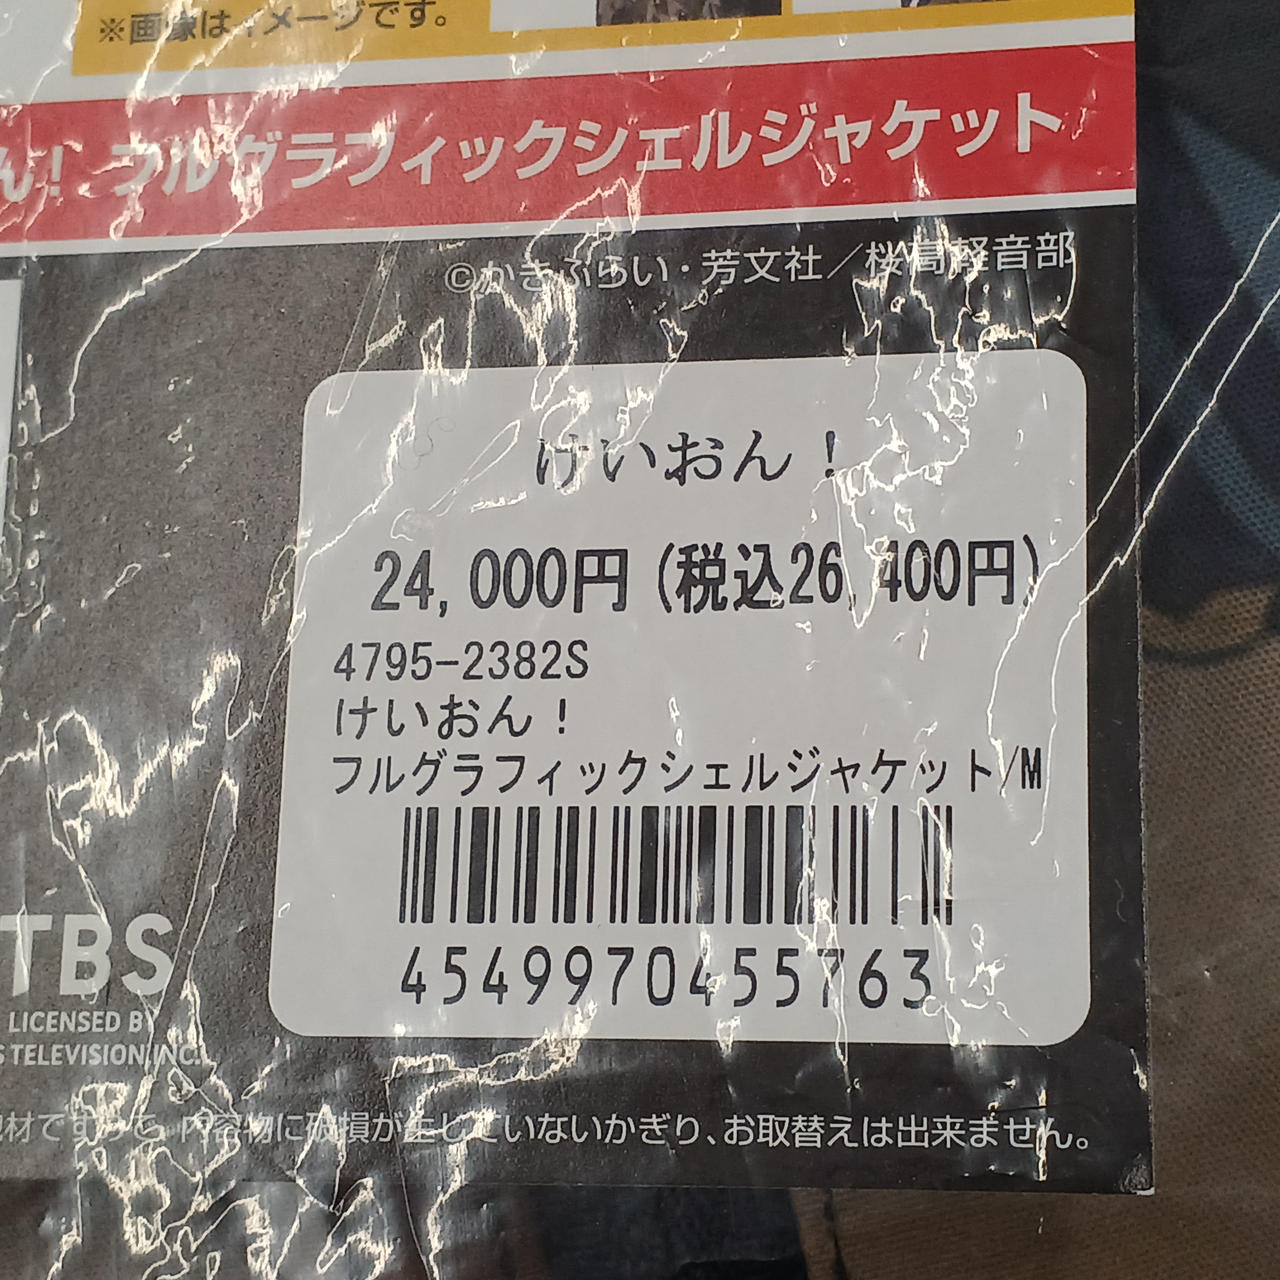 ※画像はイメージです。
ん！ フルグラフィックシェルジャケット
©かきふらい・芳文社／桜高軽音部
けいおん！
24,000円(税込26,400円)
4795-2382S
けいおん！
フルグラフィックシェルジャケット/M
4549970455763
TBS
LICENSED BY
S TELEVISION,INC.
内容物に破損が生じていないかぎり、お取替えは出来ません。